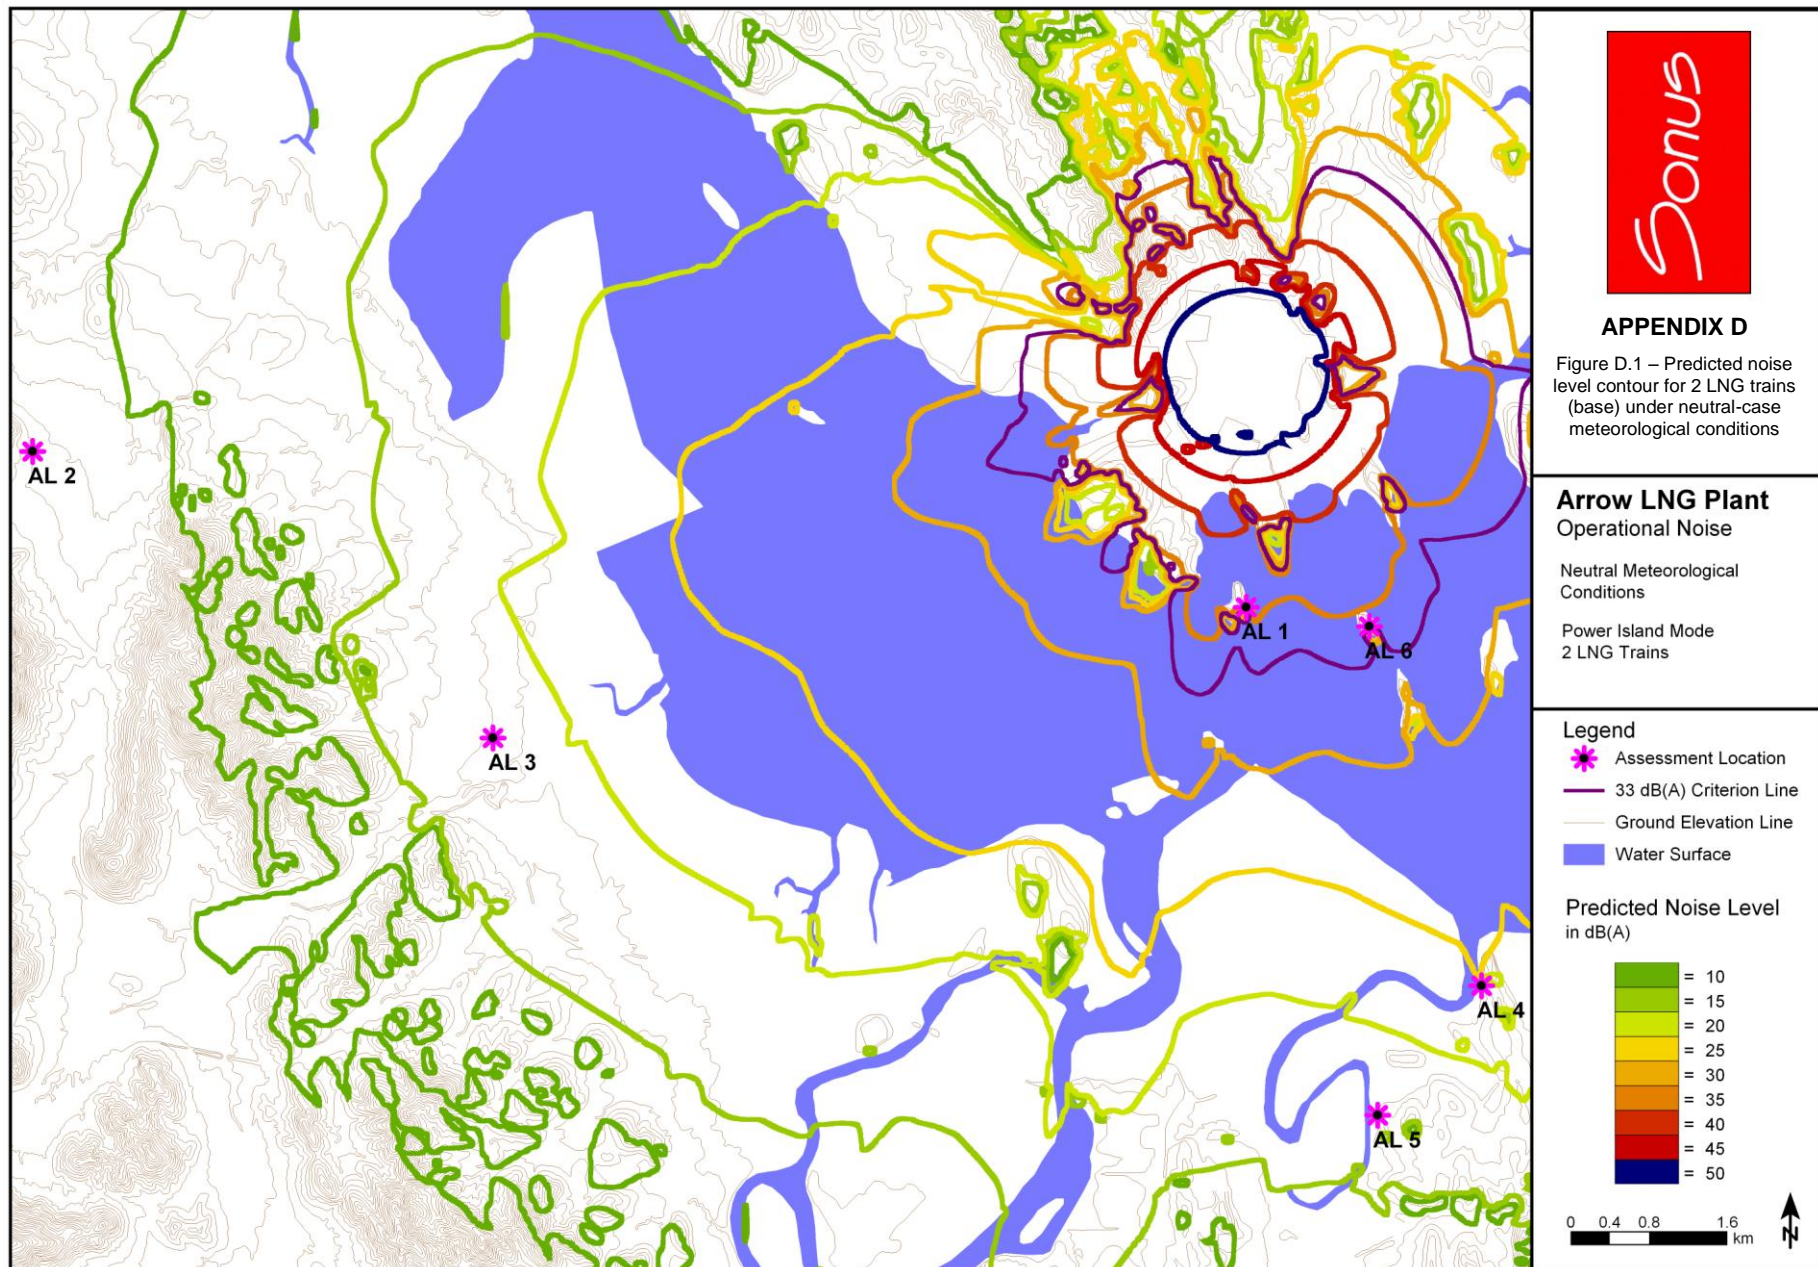 AL 2
AL 3
AL 1
AL 6
AL 4
AL 5
Sonus
APPENDIX D
Figure D.1 – Predicted noise
level contour for 2 LNG trains
(base) under neutral-case
meteorological conditions
Arrow LNG Plant
Operational Noise
Neutral Meteorological
Conditions
Power Island Mode
2 LNG Trains
Legend
Assessment Location
33 dB(A) Criterion Line
Ground Elevation Line
Water Surface
Predicted Noise Level
in dB(A)
= 10
= 15
= 20
= 25
= 30
= 35
= 40
= 45
= 50
0 0.4 0.8 1.6
km
N